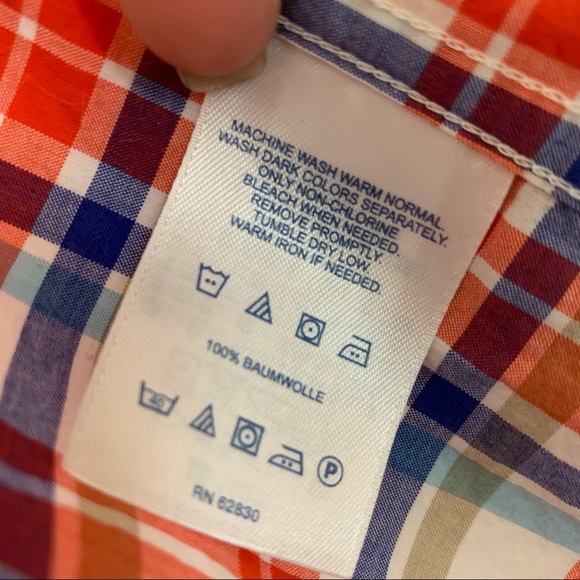 MACHINE WASH WARM NORMAL.
WASH DARK COLORS SEPARATELY.
ONLY NON-CHLORINE
BLEACH WHEN NEEDED.
REMOVE PROMPTLY.
TUMBLE DRY, LOW.
WARM IRON IF NEEDED.
100% BAUMWOLLE
40
P
RN 62830